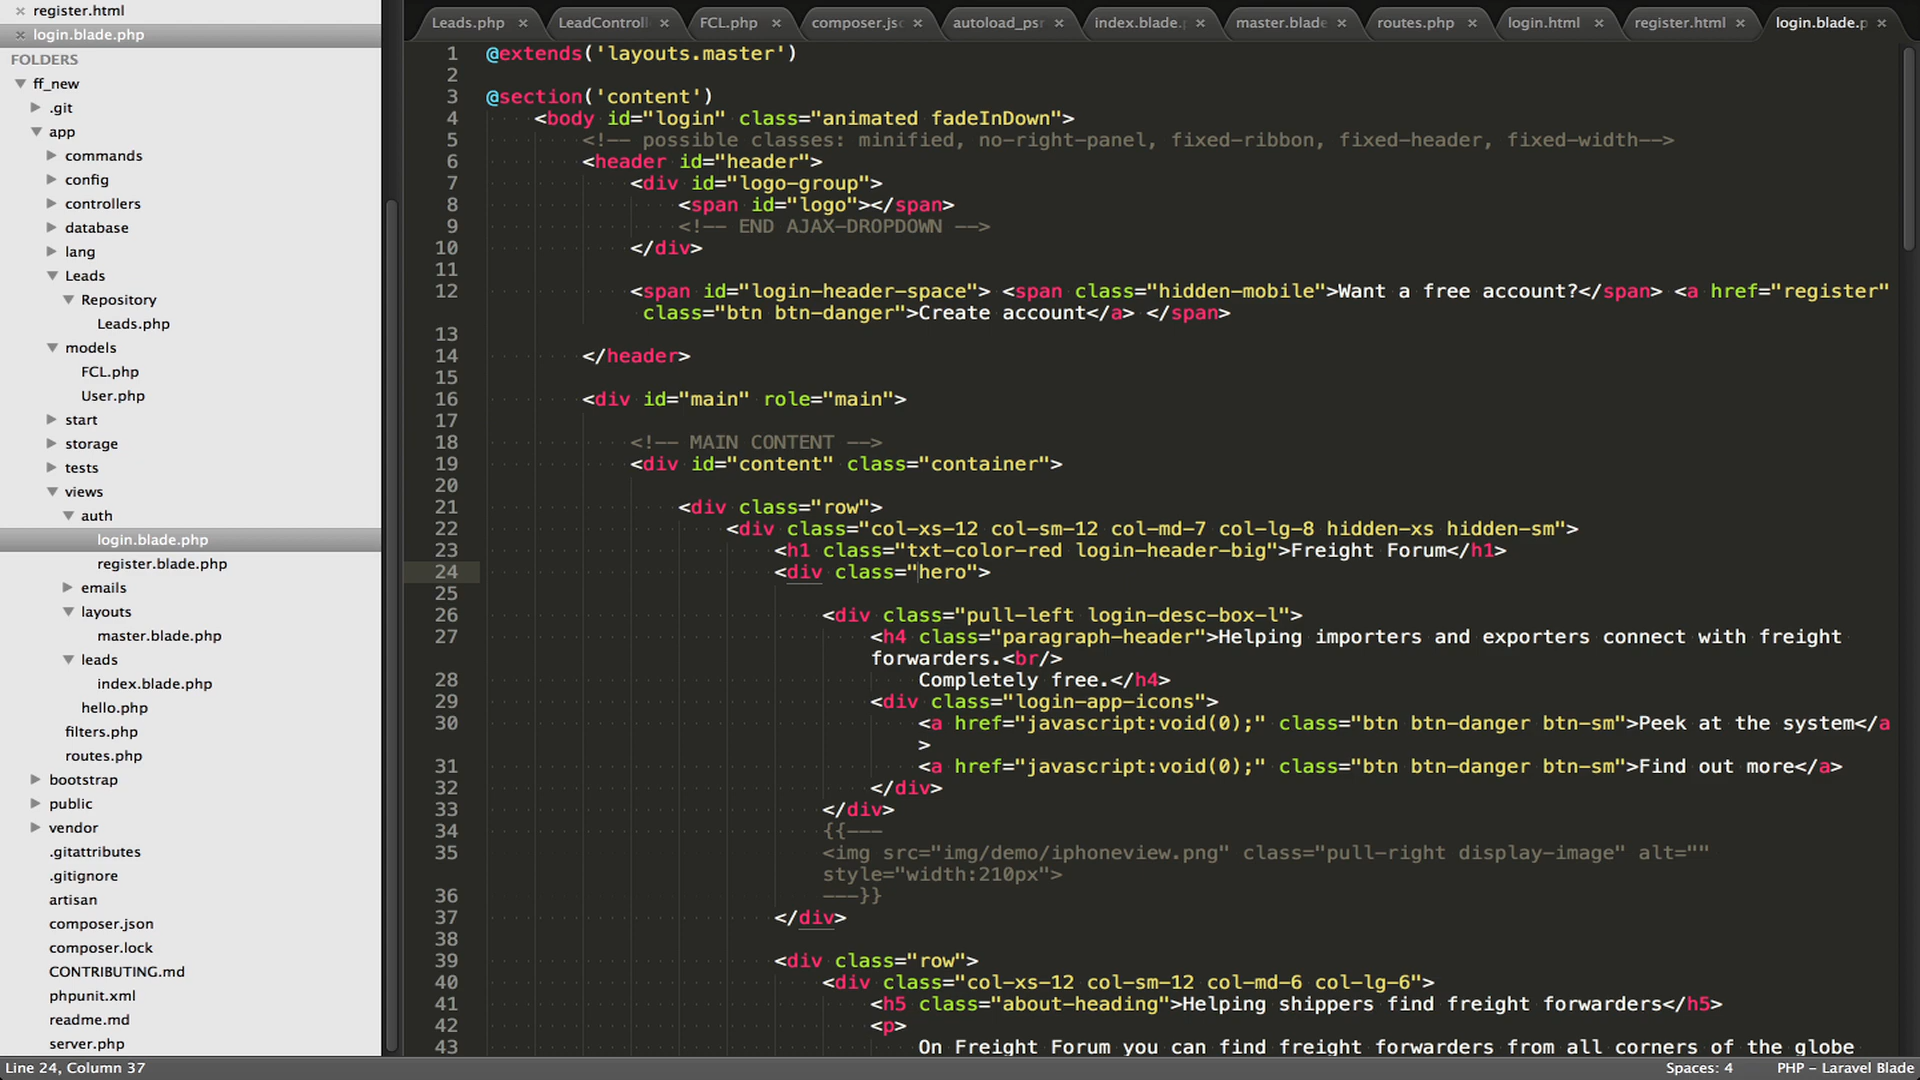 register.html
login.blade.php
FOLDERS
ff_new
.git
app
commands
config
controllers
database
lang
Leads
Repository
Leads.php
models
FCL.php
User.php
start
storage
tests
views
auth
login.blade.php
register.blade.php
emails
layouts
master.blade.php
leads
index.blade.php
hello.php
filters.php
routes.php
bootstrap
public
vendor
.gitattributes
.gitignore
artisan
composer.json
composer.lock
CONTRIBUTING.md
phpunit.xml
readme.md
server.php
Leads.php LeadControll FCL.php composer.jsc autoload_psr index.blade. master.blade routes.php login.html register.html login.blade.p
1 @extends('layouts.master')
2
3 @section('content')
4 <body id="login" class="animated fadeInDown">
5 <!-- possible classes: minified, no-right-panel, fixed-ribbon, fixed-header, fixed-width-->
6 <header id="header">
7 <div id="logo-group">
8 <span id="logo"></span>
9 <!-- END AJAX-DROPDOWN -->
10 </div>
11
12 <span id="login-header-space"> <span class="hidden-mobile">Want a free account?</span> <a href="register"
class="btn btn-danger">Create account</a> </span>
13
14 </header>
15
16 <div id="main" role="main">
17
18 <!-- MAIN CONTENT -->
19 <div id="content" class="container">
20
21 <div class="row">
22 <div class="col-xs-12 col-sm-12 col-md-7 col-lg-8 hidden-xs hidden-sm">
23 <h1 class="txt-color-red login-header-big">Freight Forum</h1>
24 <div class="hero">
25
26 <div class="pull-left login-desc-box-l">
27 <h4 class="paragraph-header">Helping importers and exporters connect with freight
forwarders.<br/>
28 Completely free.</h4>
29 <div class="login-app-icons">
30 <a href="javascript:void(0);" class="btn btn-danger btn-sm">Peek at the system</a
>
31 <a href="javascript:void(0);" class="btn btn-danger btn-sm">Find out more</a>
32 </div>
33 </div>
34 {{---
35 <img src="img/demo/iphoneview.png" class="pull-right display-image" alt=""
style="width:210px">
36 ---}}
37 </div>
38
39 <div class="row">
40 <div class="col-xs-12 col-sm-12 col-md-6 col-lg-6">
41 <h5 class="about-heading">Helping shippers find freight forwarders</h5>
42 <p>
43 On Freight Forum you can find freight forwarders from all corners of the globe
Line 24, Column 37
Spaces: 4
PHP - Laravel Blade